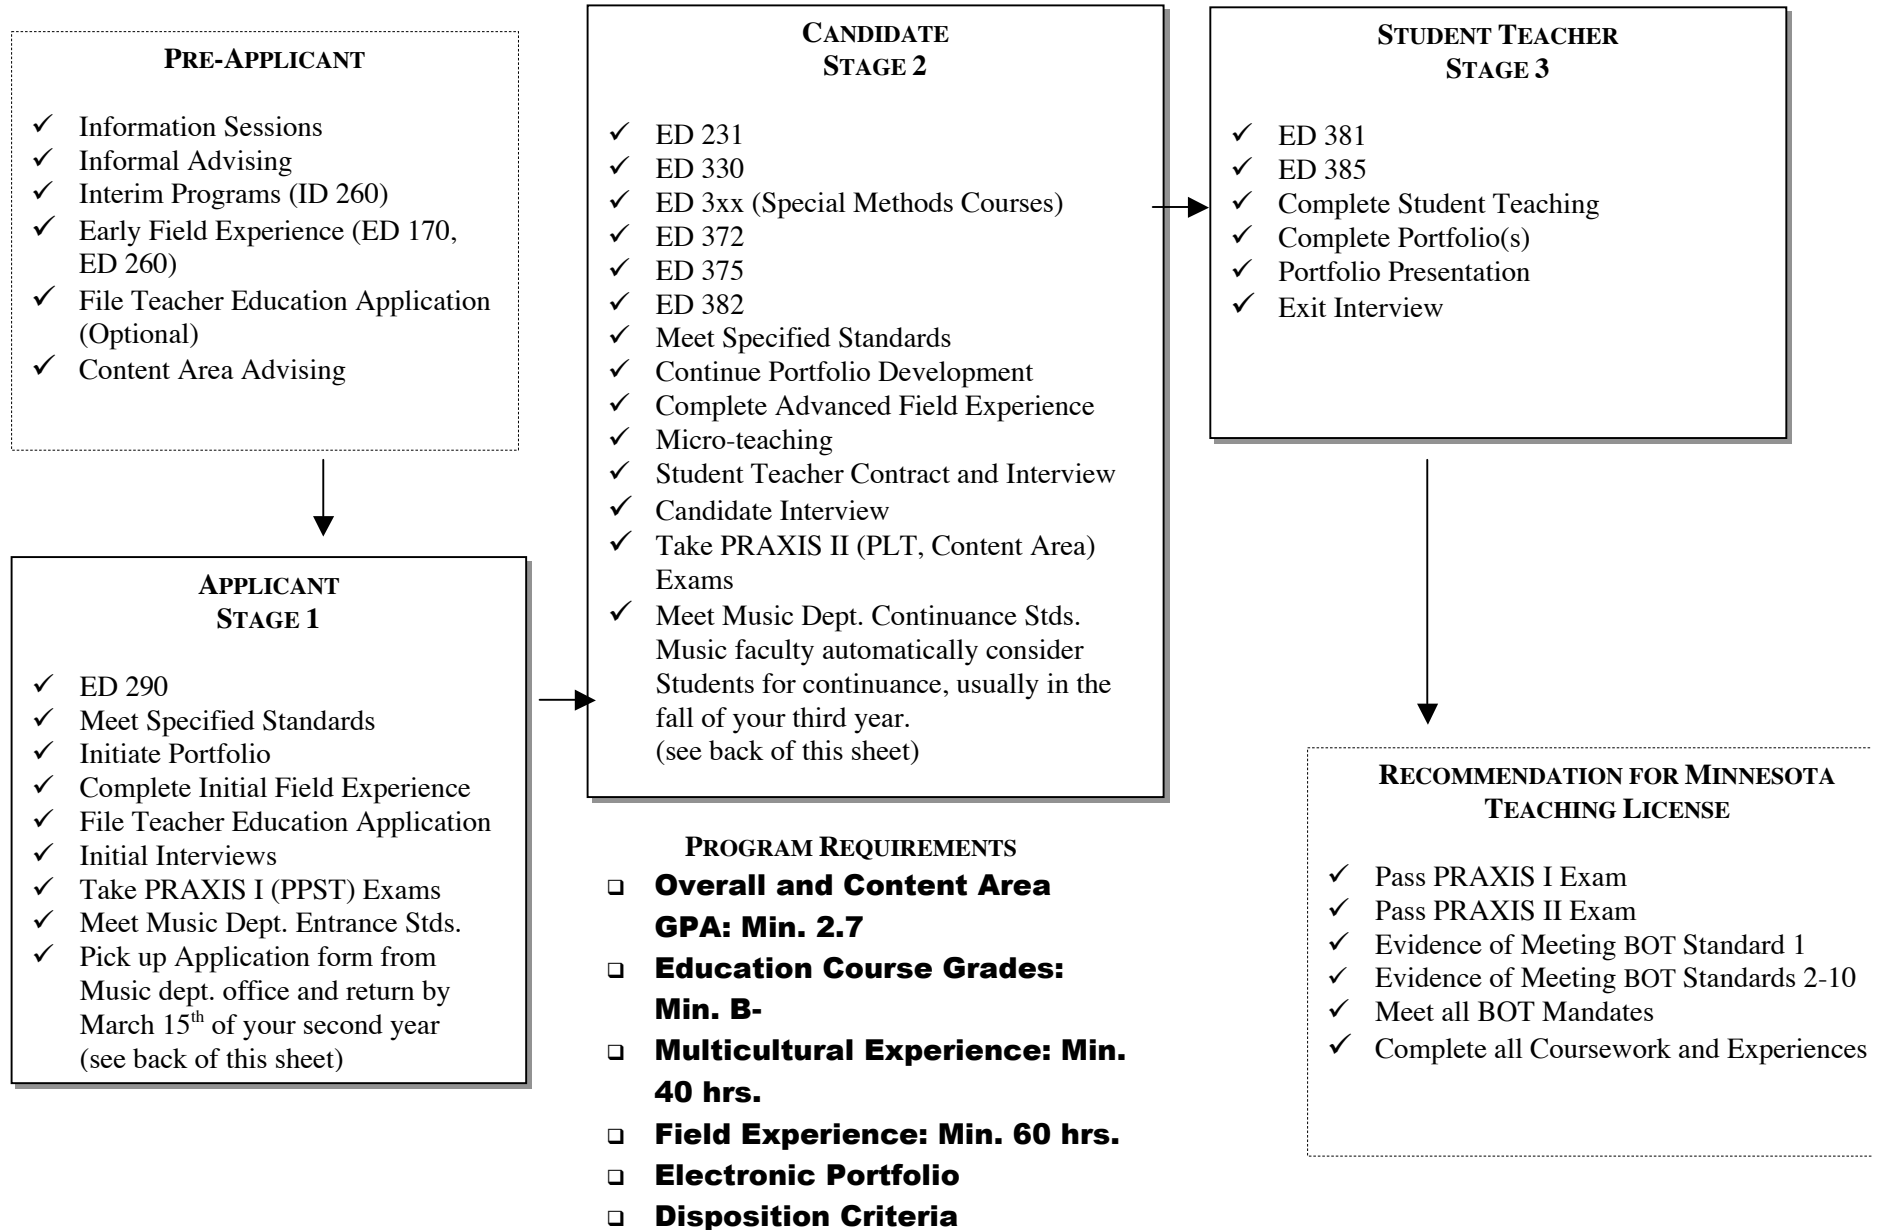 PRE-APPLICANT
✓ Information Sessions
✓ Informal Advising
✓ Interim Programs (ID 260)
✓ Early Field Experience (ED 170,
ED 260)
✓ File Teacher Education Application
(Optional)
✓ Content Area Advising
APPLICANT
STAGE 1
✓ ED 290
✓ Meet Specified Standards
✓ Initiate Portfolio
✓ Complete Initial Field Experience
✓ File Teacher Education Application
✓ Initial Interviews
✓ Take PRAXIS I (PPST) Exams
✓ Meet Music Dept. Entrance Stds.
✓ Pick up Application form from
Music dept. office and return by
March 15th of your second year
(see back of this sheet)
CANDIDATE
STAGE 2
✓ ED 231
✓ ED 330
✓ ED 3xx (Special Methods Courses)
✓ ED 372
✓ ED 375
✓ ED 382
✓ Meet Specified Standards
✓ Continue Portfolio Development
✓ Complete Advanced Field Experience
✓ Micro-teaching
✓ Student Teacher Contract and Interview
✓ Candidate Interview
✓ Take PRAXIS II (PLT, Content Area)
Exams
✓ Meet Music Dept. Continuance Stds.
Music faculty automatically consider
Students for continuance, usually in the
fall of your third year.
(see back of this sheet)
PROGRAM REQUIREMENTS
❑ Overall and Content Area
GPA: Min. 2.7
❑ Education Course Grades:
Min. B-
❑ Multicultural Experience: Min.
40 hrs.
❑ Field Experience: Min. 60 hrs.
❑ Electronic Portfolio
❑ Disposition Criteria
STUDENT TEACHER
STAGE 3
✓ ED 381
✓ ED 385
✓ Complete Student Teaching
✓ Complete Portfolio(s)
✓ Portfolio Presentation
✓ Exit Interview
RECOMMENDATION FOR MINNESOTA
TEACHING LICENSE
✓ Pass PRAXIS I Exam
✓ Pass PRAXIS II Exam
✓ Evidence of Meeting BOT Standard 1
✓ Evidence of Meeting BOT Standards 2-10
✓ Meet all BOT Mandates
✓ Complete all Coursework and Experiences